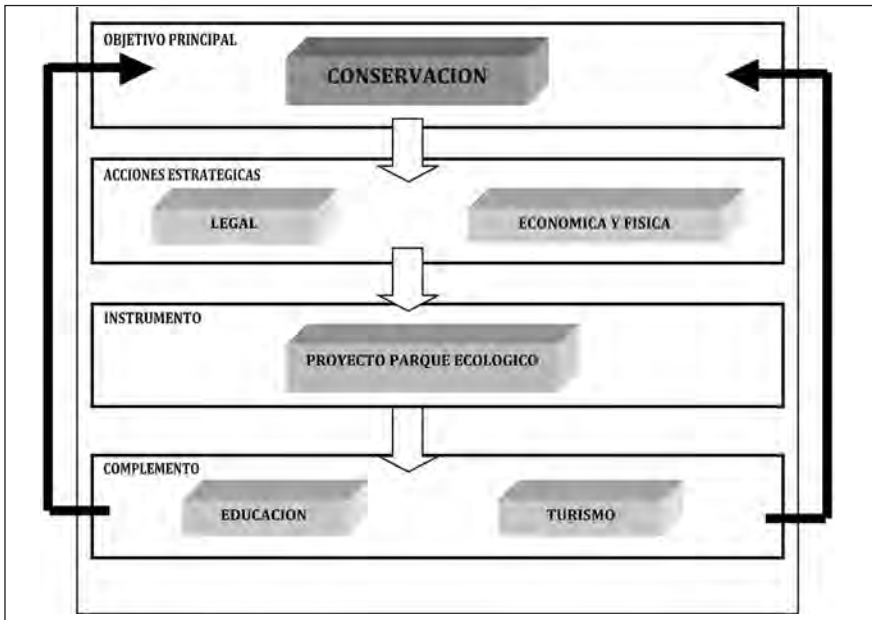 OBJETIVO PRINCIPAL
CONSERVACION
ACCIONES ESTRATEGICAS
LEGAL
ECONOMICA Y FISICA
INSTRUMENTO
PROYECTO PARQUE ECOLOGICO
COMPLEMENTO
EDUCACION
TURISMO